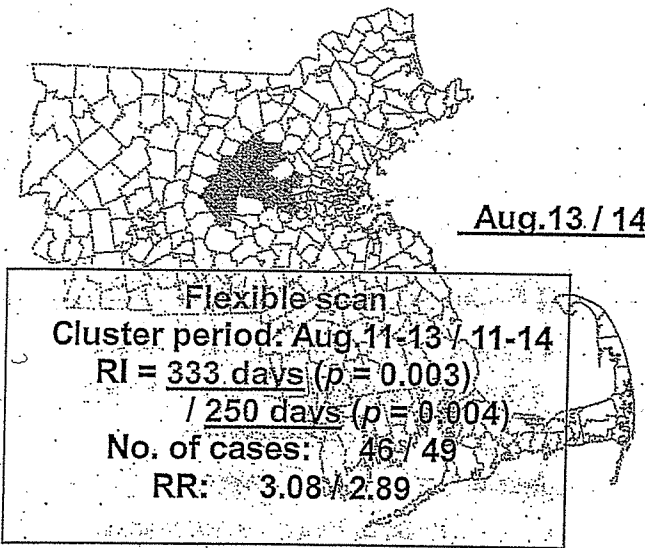 Aug.13 / 14
Flexible scan
Cluster period: Aug.11-13 / 11-14
RI = 333 days (p = 0.003)
/ 250 days (p = 0.004)
No. of cases: 46 / 49
RR: 3.08 / 2.89